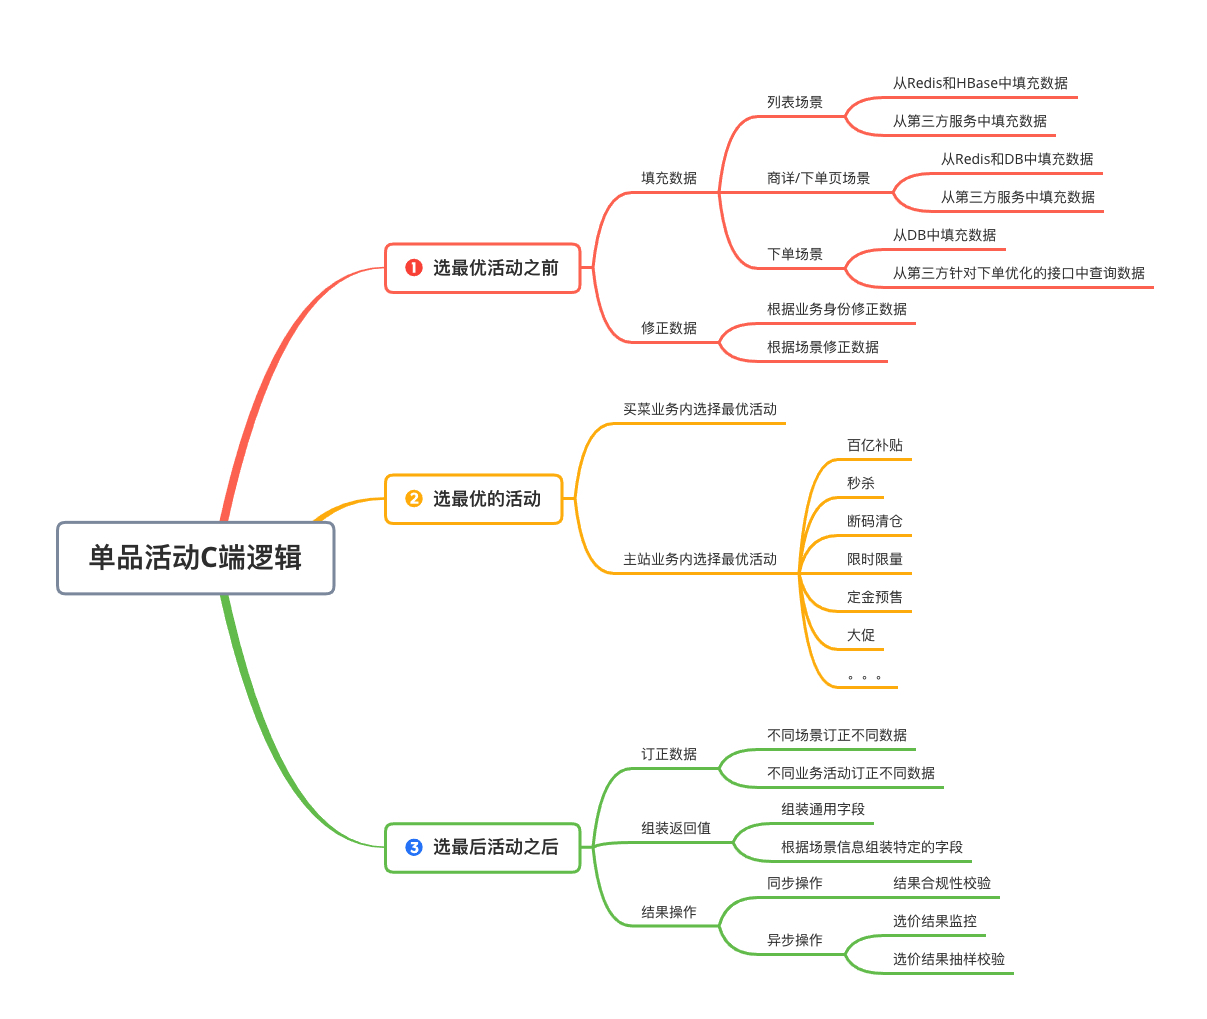 单品活动C端逻辑
1 选最优活动之前
填充数据
列表场景
从Redis和HBase中填充数据
从第三方服务中填充数据
商详/下单页场景
从Redis和DB中填充数据
从第三方服务中填充数据
下单场景
从DB中填充数据
从第三方针对下单优化的接口中查询数据
修正数据
根据业务身份修正数据
根据场景修正数据
2 选最优的活动
买菜业务内选择最优活动
主站业务内选择最优活动
百亿补贴
秒杀
断码清仓
限时限量
定金预售
大促
。。。
3 选最后活动之后
订正数据
不同场景订正不同数据
不同业务活动订正不同数据
组装返回值
组装通用字段
根据场景信息组装特定的字段
结果操作
同步操作
结果合规性校验
异步操作
选价结果监控
选价结果抽样校验